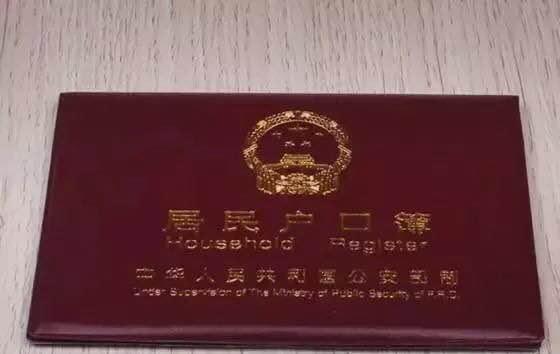 居民户口簿
Household Register
中华人民共和国公安部制
Under Supervision of The Ministry of Public Security of P.R.C.